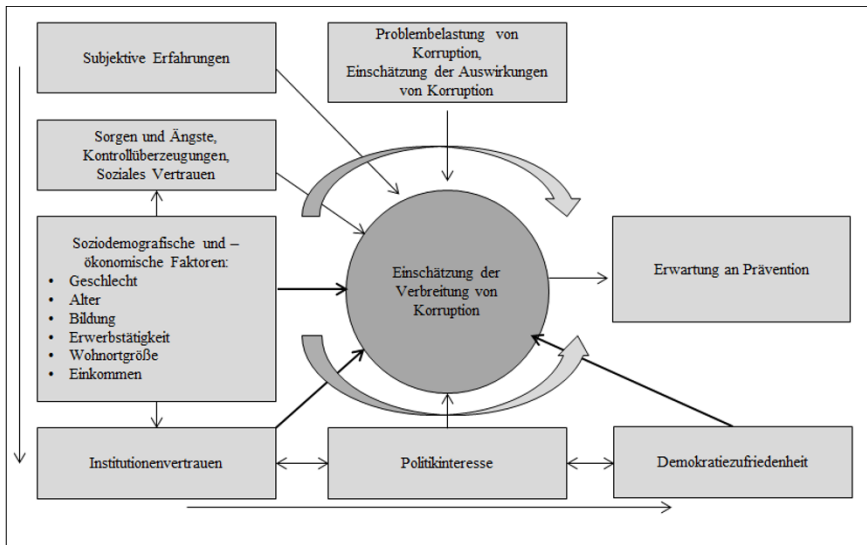 Subjektive Erfahrungen
Problembelastung von
Korruption,
Einschätzung der Auswirkungen
von Korruption
Sorgen und Ängste,
Kontrollüberzeugungen,
Soziales Vertrauen
Soziodemografische und –
ökonomische Faktoren:
• Geschlecht
• Alter
• Bildung
• Erwerbstätigkeit
• Wohnortgröße
• Einkommen
Einschätzung der
Verbreitung von
Korruption
Erwartung an Prävention
Institutionenvertrauen
Politikinteresse
Demokratiezufriedenheit